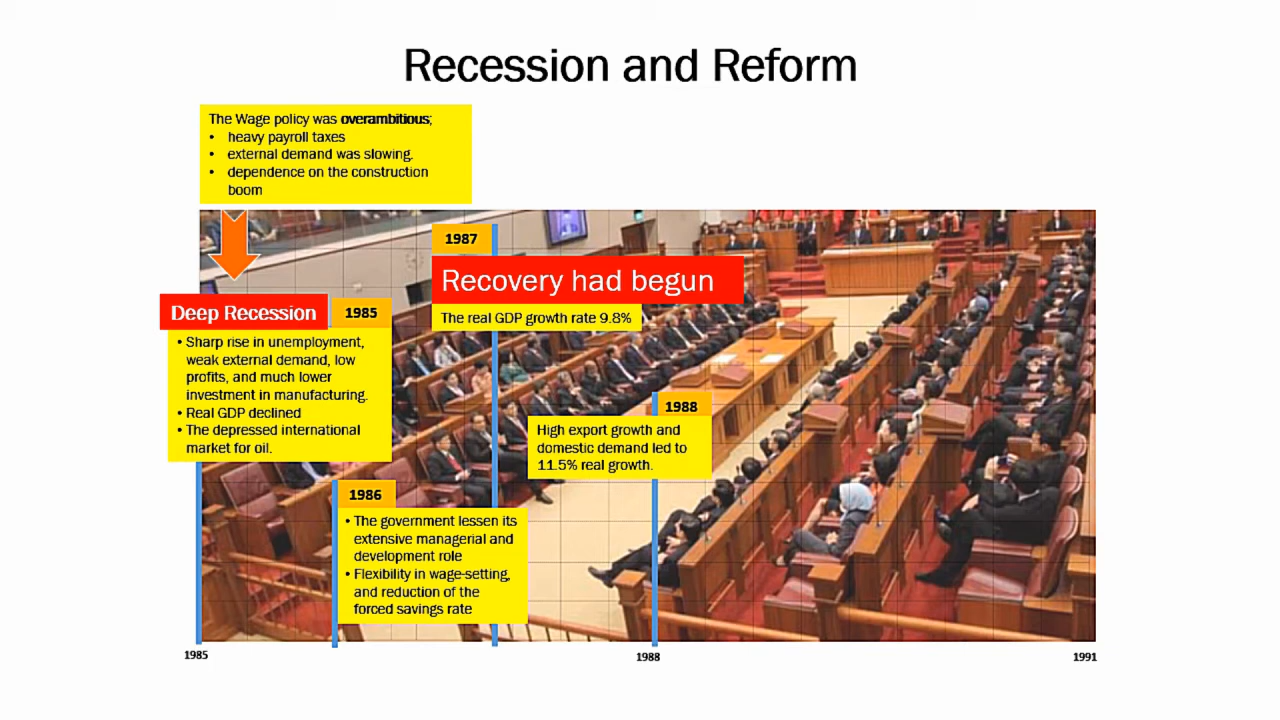 Recession and Reform
The Wage policy was overambitious;
• heavy payroll taxes
• external demand was slowing.
• dependence on the construction
boom
1987
Recovery had begun
The real GDP growth rate 9.8%
Deep Recession
1985
• Sharp rise in unemployment,
weak external demand, low
profits, and much lower
investment in manufacturing.
• Real GDP declined
• The depressed international
market for oil.
1988
High export growth and
domestic demand led to
11.5% real growth.
1986
• The government lessen its
extensive managerial and
development role
• Flexibility in wage-setting,
and reduction of the
forced savings rate
1985
1988
1991